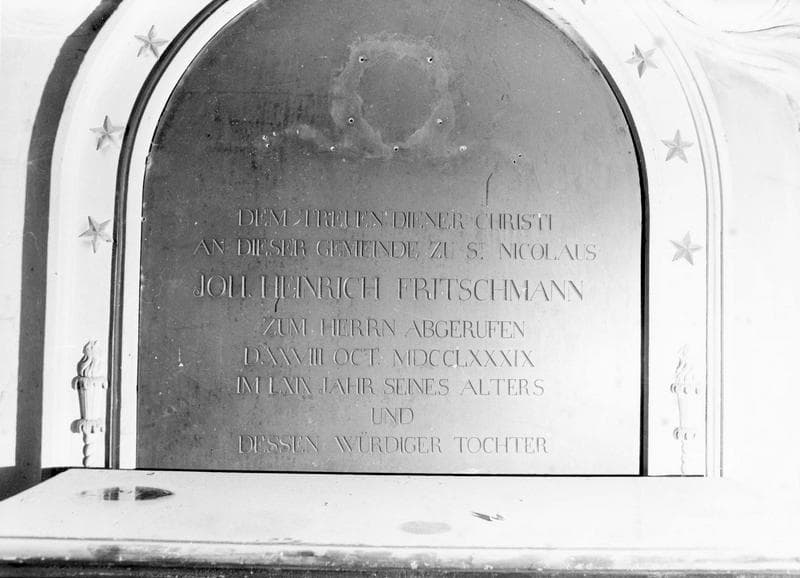 DEM TREUEN DIENER CHRISTI
AN DIESER GEMEINDE ZU ST NICOLAUS
JOH. HEINRICH FRITSCHMANN
ZUM HERRN ABGERUFEN
D.XXVIII OCT. MDCCLXXXIX
IM LXIX JAHR SEINES ALTERS
UND
DESSEN WÜRDIGER TOCHTER